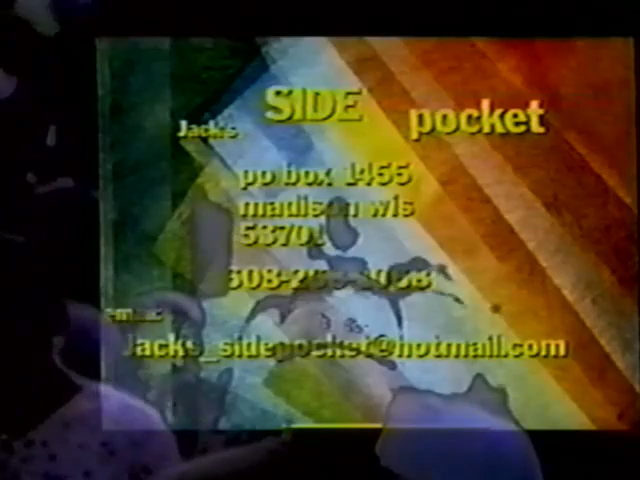 Jacks SIDE pocket
po box 1455
madison wis
53701
Jacks_sidepocket@hotmail.com